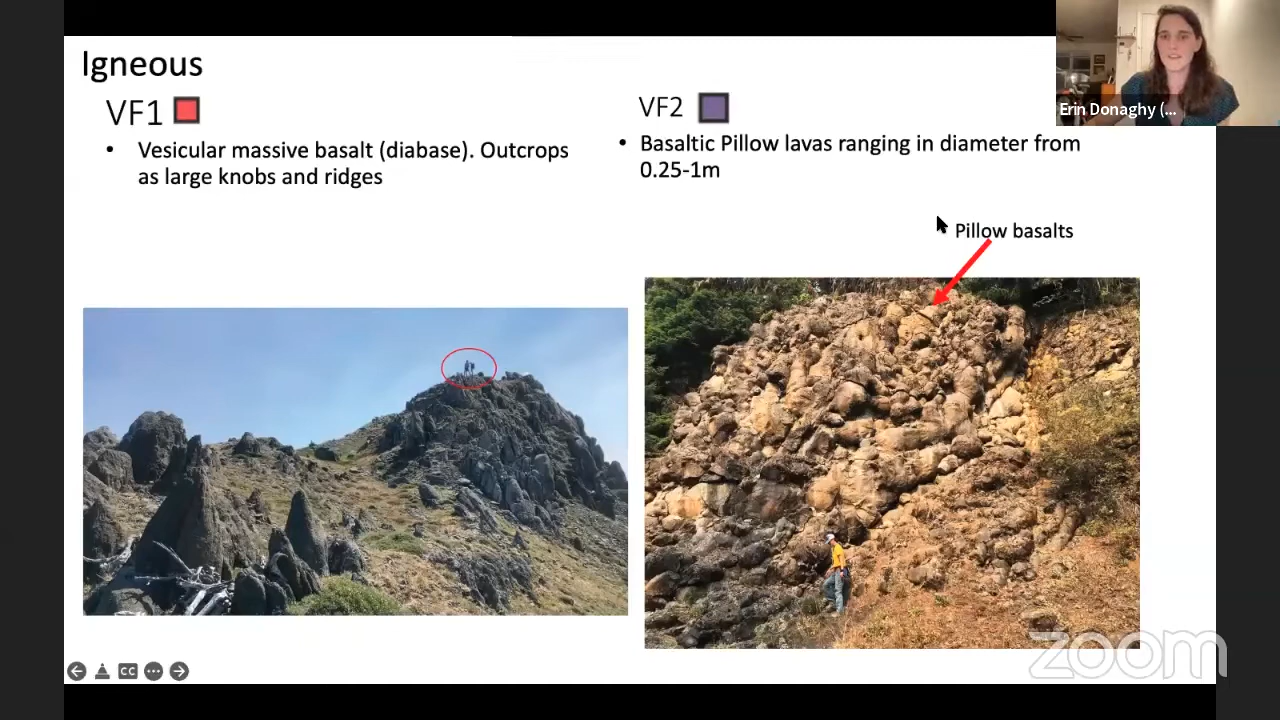 Igneous
VF1
Vesicular massive basalt (diabase). Outcrops
as large knobs and ridges
VF2
Basaltic Pillow lavas ranging in diameter from
0.25-1m
Pillow basalts
Erin Donaghy (...
CC
zoom